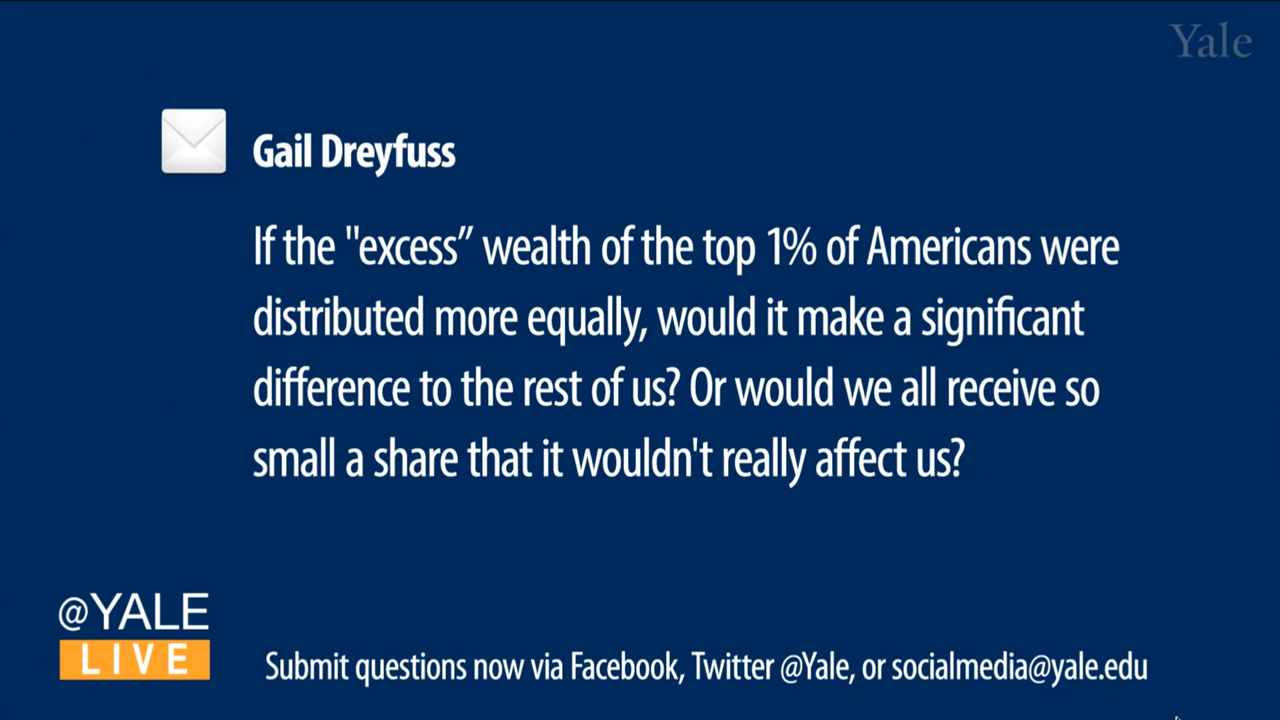 Yale
Gail Dreyfuss
If the "excess” wealth of the top 1% of Americans were
distributed more equally, would it make a significant
difference to the rest of us? Or would we all receive so
small a share that it wouldn't really affect us?
@YALE
LIVE
Submit questions now via Facebook, Twitter @Yale, or socialmedia@yale.edu